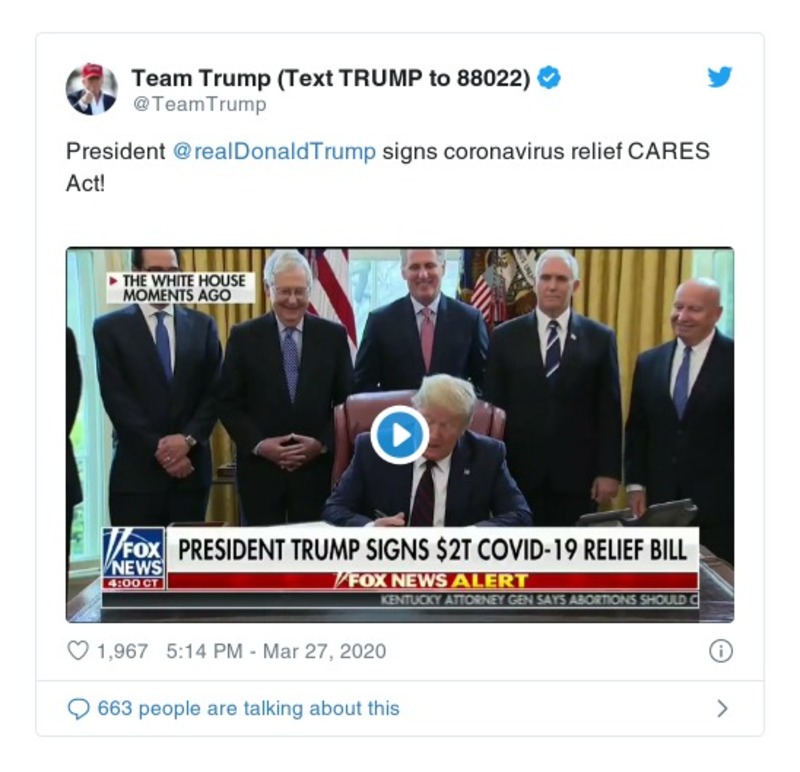 Team Trump (Text TRUMP to 88022)
@TeamTrump
President @realDonaldTrump signs coronavirus relief CARES
Act!
THE WHITE HOUSE
MOMENTS AGO
FOX
NEWS
4:00 CT
PRESIDENT TRUMP SIGNS $2T COVID-19 RELIEF BILL
FOX NEWS ALERT
KENTUCKY ATTORNEY GEN SAYS ABORTIONS SHOULD C
1,967 5:14 PM - Mar 27, 2020
663 people are talking about this